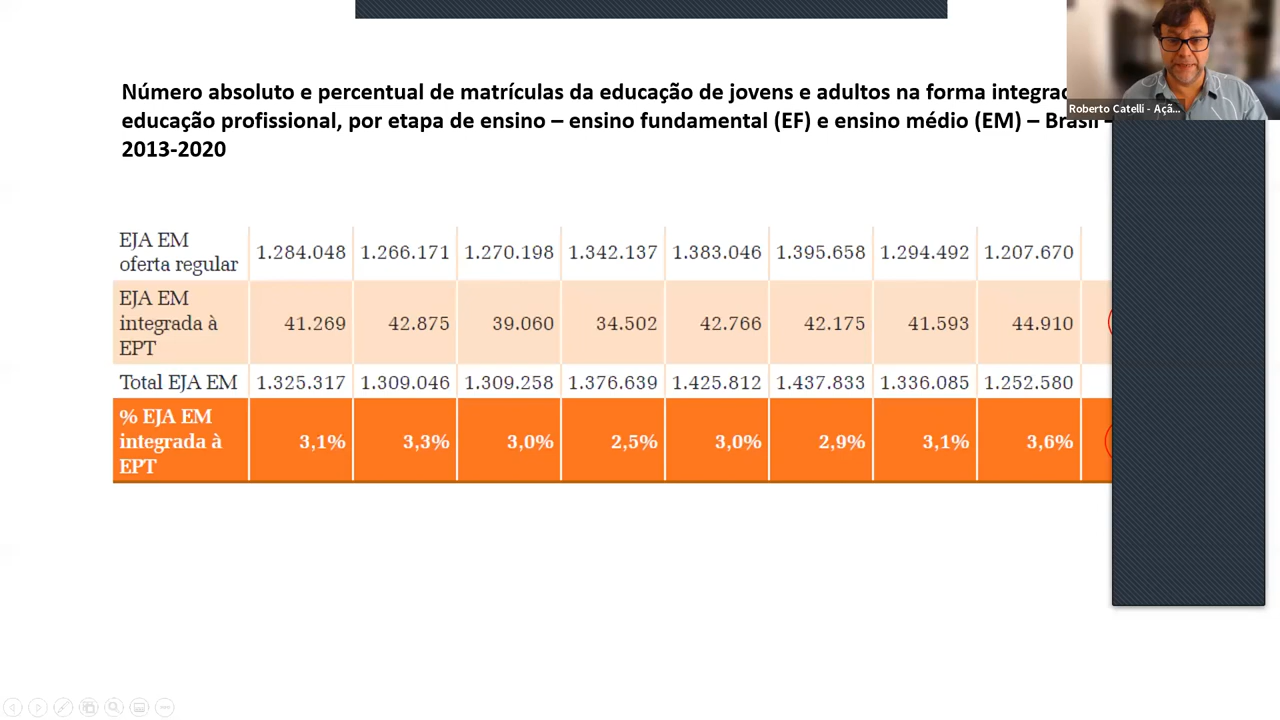 Roberto Catelli - Açã...
Número absoluto e percentual de matrículas da educação de jovens e adultos na forma
educação profissional, por etapa de ensino – ensino fundamental (EF) e ensino médio (EM) – Brasil –
2013-2020
EJA EM
oferta regular 1.284.048 1.266.171 1.270.198 1.342.137 1.383.046 1.395.658 1.294.492 1.207.670
EJA EM
integrada à 41.269 42.875 39.060 34.502 42.766 42.175 41.593 44.910
EPT
Total EJA EM 1.325.317 1.309.046 1.309.258 1.376.639 1.425.812 1.437.833 1.336.085 1.252.580
% EJA EM
integrada à 3,1% 3,3% 3,0% 2,5% 3,0% 2,9% 3,1% 3,6%
EPT